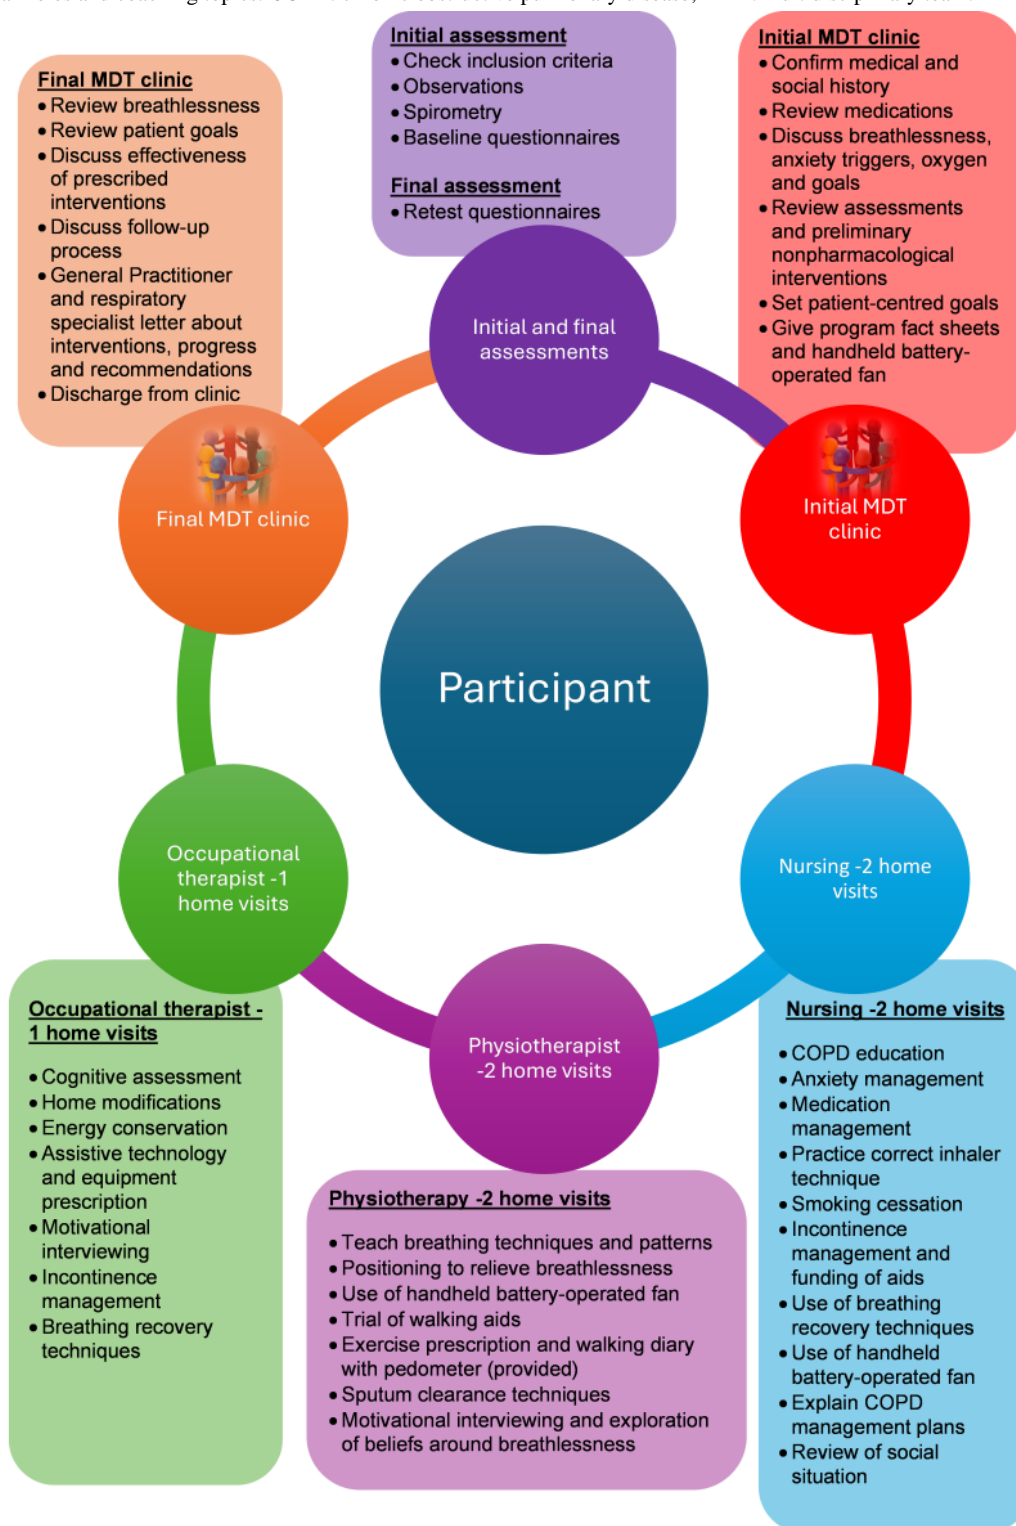 Initial assessment
• Check inclusion criteria
• Observations
• Spirometry
• Baseline questionnaires
Final assessment
• Retest questionnaires
Initial MDT clinic
• Confirm medical and
social history
• Review medications
• Discuss breathlessness,
anxiety triggers, oxygen
and goals
• Review assessments
and preliminary
nonpharmacological
interventions
• Set patient-centred goals
• Give program fact sheets
and handheld battery-
operated fan
Final MDT clinic
• Review breathlessness
• Review patient goals
• Discuss effectiveness
of prescribed
interventions
• Discuss follow-up
process
• General Practitioner
and respiratory
specialist letter about
interventions, progress
and recommendations
• Discharge from clinic
Initial and final
assessments
Initial MDT
clinic
Final MDT clinic
Participant
Occupational
therapist -1
home visits
Nursing -2 home
visits
Physiotherapist
-2 home visits
Occupational therapist -
1 home visits
• Cognitive assessment
• Home modifications
• Energy conservation
• Assistive technology
and equipment
prescription
• Motivational
interviewing
• Incontinence
management
• Breathing recovery
techniques
Physiotherapy -2 home visits
• Teach breathing techniques and patterns
• Positioning to relieve breathlessness
• Use of handheld battery-operated fan
• Trial of walking aids
• Exercise prescription and walking diary
with pedometer (provided)
• Sputum clearance techniques
• Motivational interviewing and exploration
of beliefs around breathlessness
Nursing -2 home visits
• COPD education
• Anxiety management
• Medication
management
• Practice correct inhaler
technique
• Smoking cessation
• Incontinence
management and
funding of aids
• Use of breathing
recovery techniques
• Use of handheld
battery-operated fan
• Explain COPD
management plans
• Review of social
situation